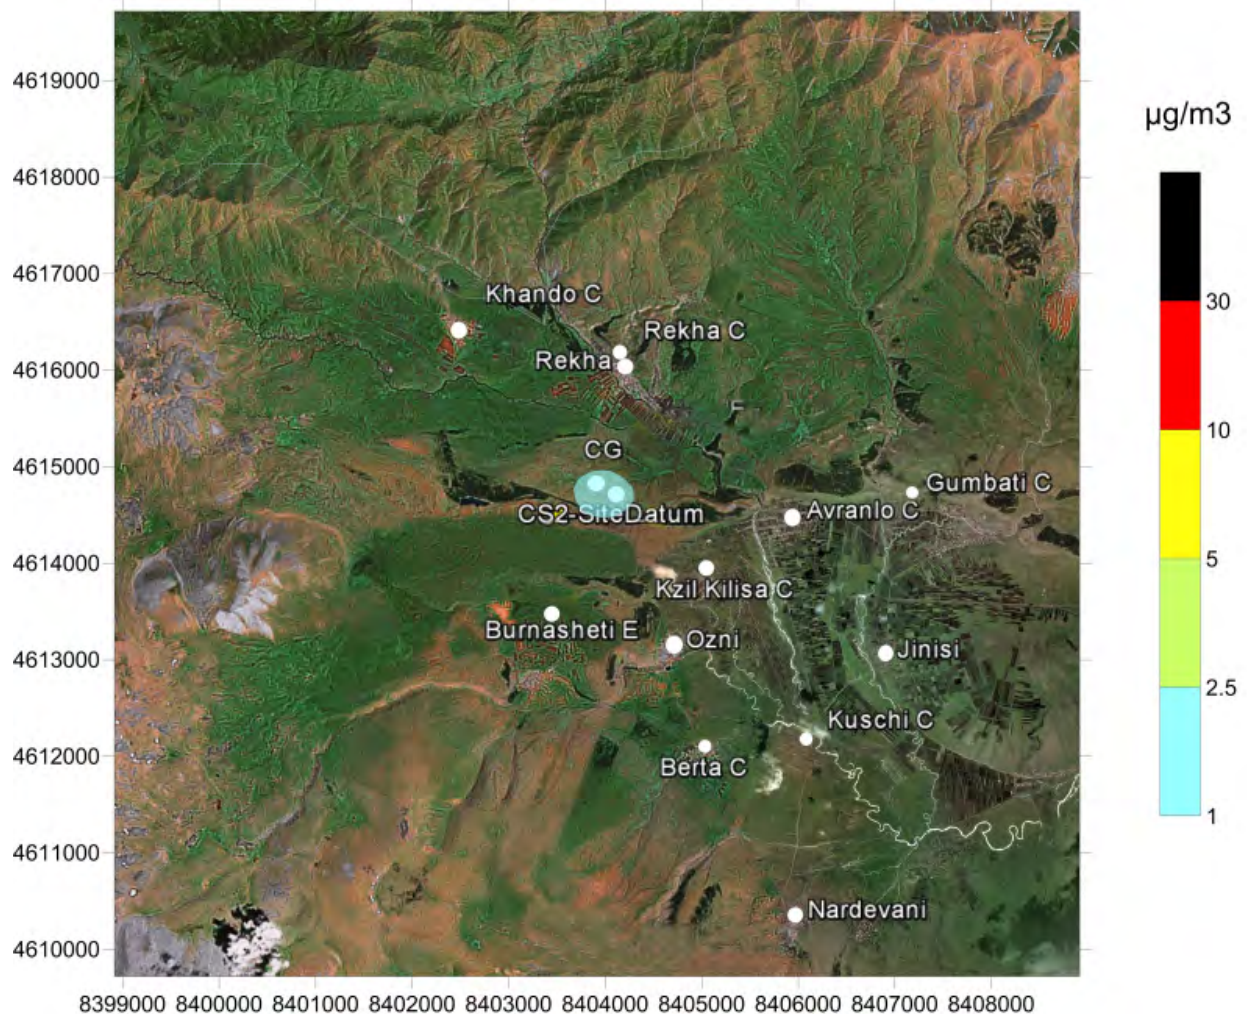 4619000
µg/m3
4618000
4617000
30
Khando C
Rekha C
Rekha
4616000
10
CG
4615000
Gumbati C
CS2-SiteDatum
Avranlo C
5
4614000
Kzil Kilisa C
Burnasheti E
Ozni
Jinisi
4613000
2.5
Kuschi C
4612000
Berta C
1
4611000
Nardevani
4610000
8399000 8400000 8401000 8402000 8403000 8404000 8405000 8406000 8407000 8408000